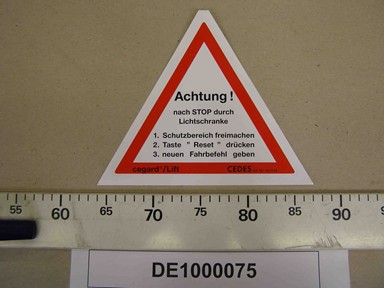 Achtung !
nach STOP durch
Lichtschranke
1. Schutzbereich freimachen
2. Taste " Reset " drücken
3. neuen Fahrbefehl geben
cegard®/Lift CEDES
55 60 65 70 75 80 85 90
DE1000075